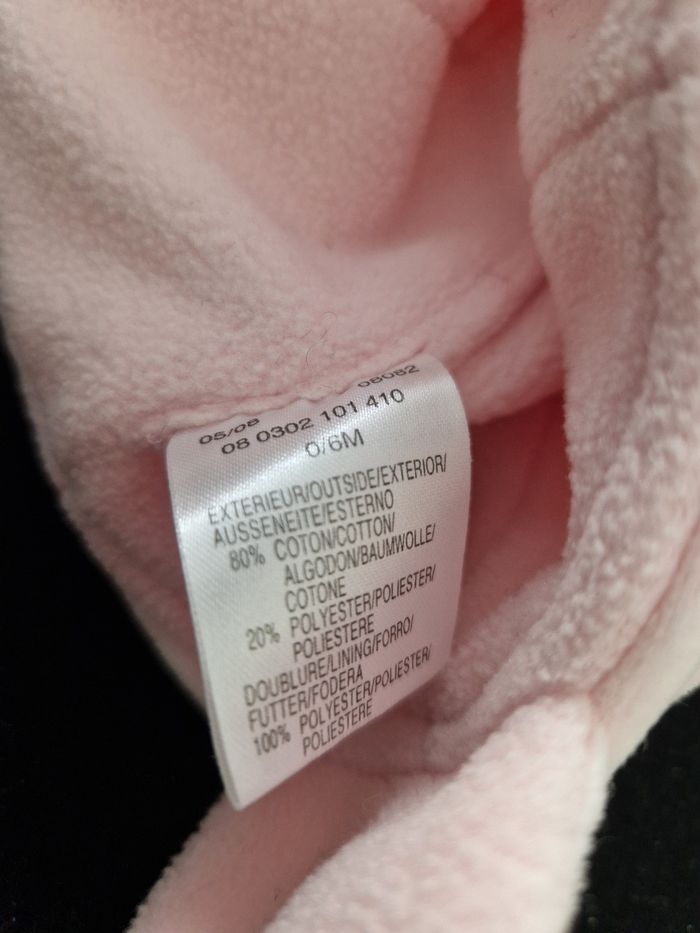 08082
05/08
08 0302 101 410
0/6M
EXTERIEUR/OUTSIDE/EXTERIOR/
AUSSENEITE/ESTERNO
80% COTON/COTTON/
ALGODON/BAUMWOLLE/
COTONE
20% POLYESTER/POLIESTER/
POLIESTERE
DOUBLURE/LINING/FORRO/
FUTTER/FODERA
100% POLYESTER/POLIESTER/
POLIESTERE